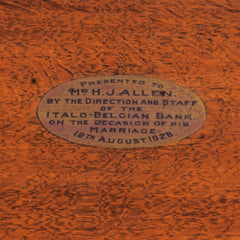 PRESENTED TO
MR H.J. ALLEN.
BY THE DIRECTION AND STAFF
OF THE
ITALO-BELGIAN BANK
ON THE OCCASION OF HIS
MARRIAGE.
18TH AUGUST 1928